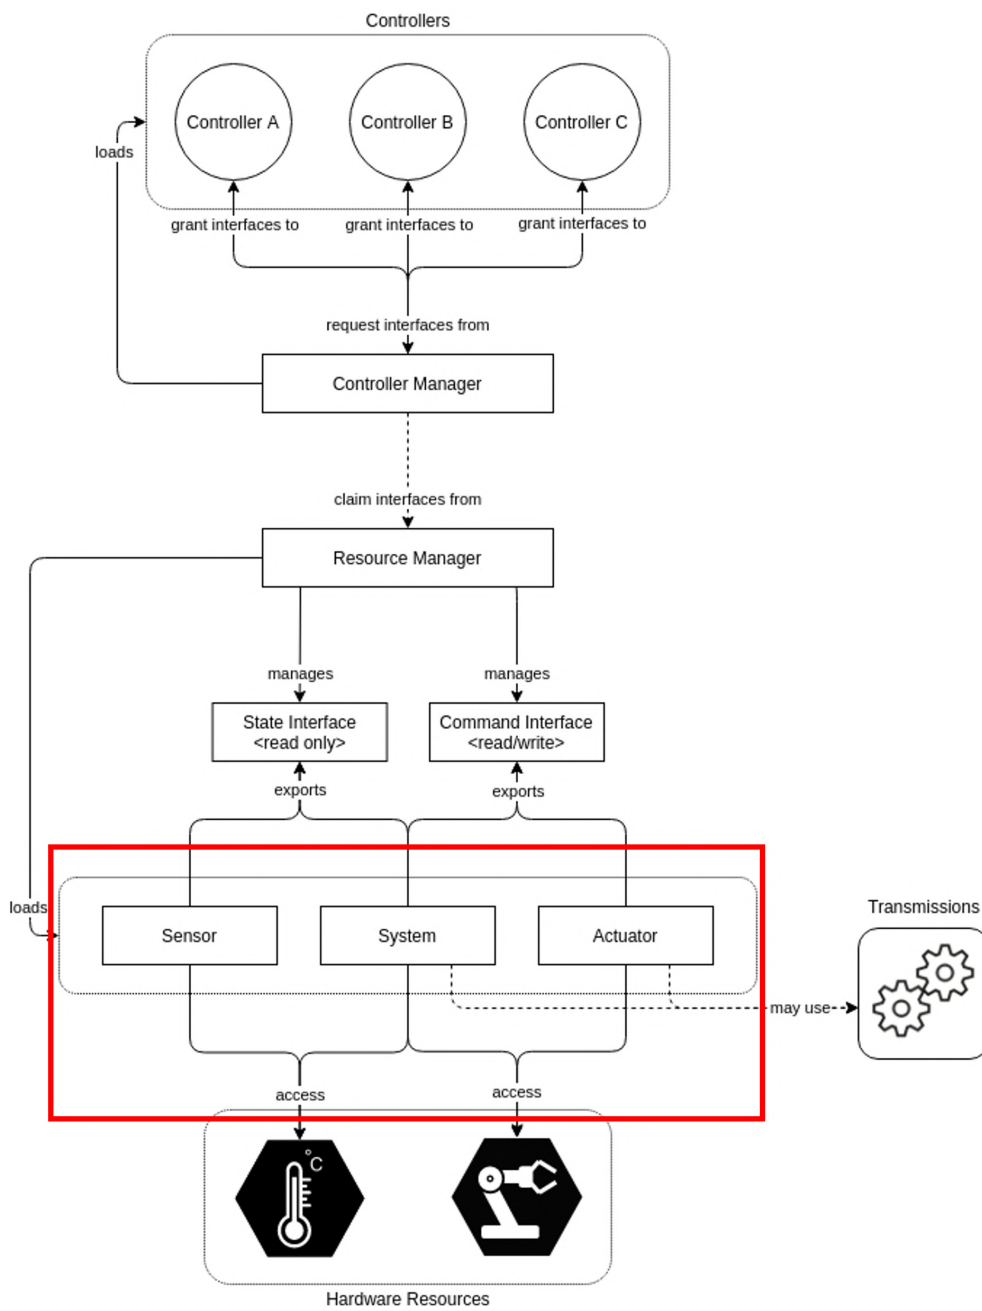 Controllers
Controller A
Controller B
Controller C
loads
grant interfaces to
grant interfaces to
grant interfaces to
request interfaces from
Controller Manager
claim interfaces from
Resource Manager
manages
manages
State Interface
<read only>
Command Interface
<read/write>
exports
exports
loads
Sensor
System
Actuator
Transmissions
may use
access
access
°C
Hardware Resources